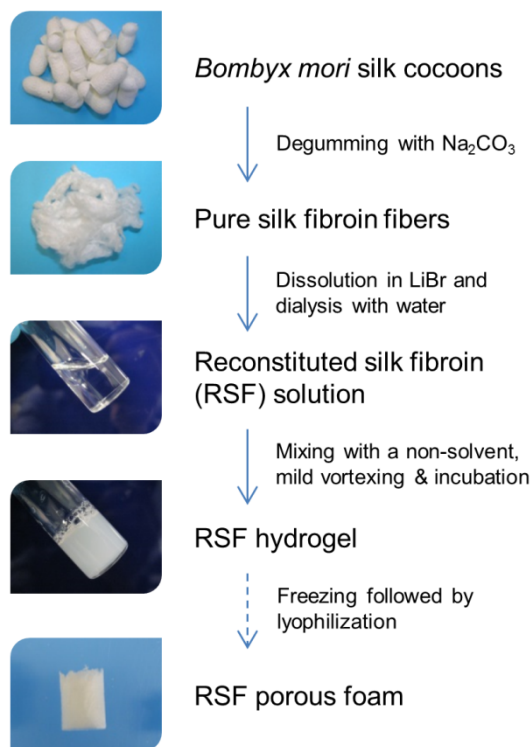 Bombyx mori silk cocoons
Degumming with Na₂CO₃
Pure silk fibroin fibers
Dissolution in LiBr and
dialysis with water
Reconstituted silk fibroin
(RSF) solution
Mixing with a non-solvent,
mild vortexing & incubation
RSF hydrogel
Freezing followed by
lyophilization
RSF porous foam